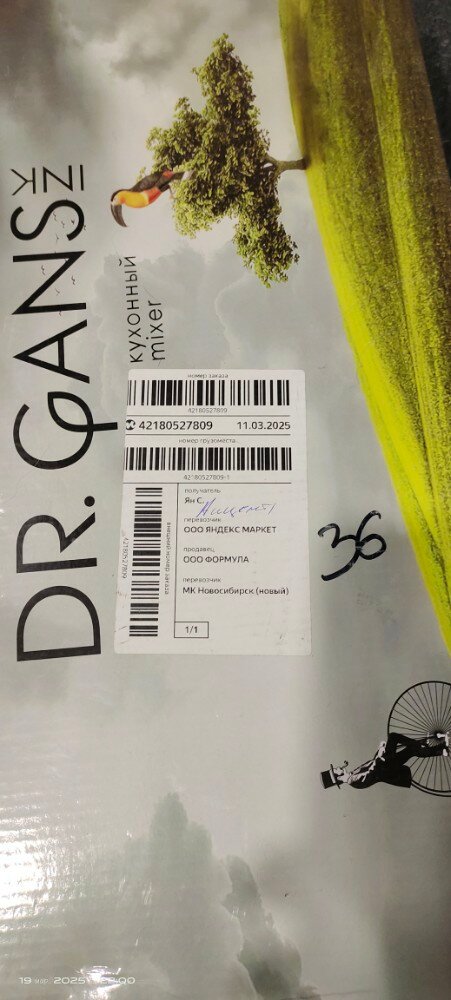 DR. GANS
кухонный
mixer
номер заказа
42180527809
42180527809 11.03.2025
номер грузоместа
42180527809-1
42180527809
получатель
Ян С.
перевозчик
ООО ЯНДЕКС МАРКЕТ
продавец
ООО ФОРМУЛА
перевозчик
МК Новосибирск (новый)
1/1
36